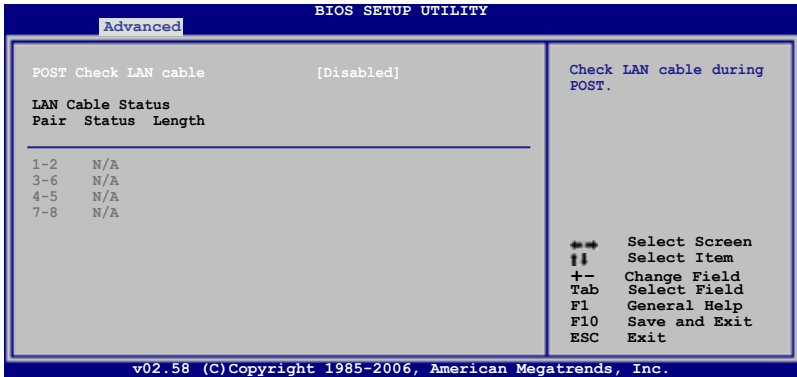 BIOS SETUP UTILITY
Advanced
POST Check LAN cable [Disabled]
LAN Cable Status
Pair Status Length
1-2 N/A
3-6 N/A
4-5 N/A
7-8 N/A
Check LAN cable during
POST.
Select Screen
Select Item
+- Change Field
Tab Select Field
F1 General Help
F10 Save and Exit
ESC Exit
v02.58 (C)Copyright 1985-2006, American Megatrends, Inc.